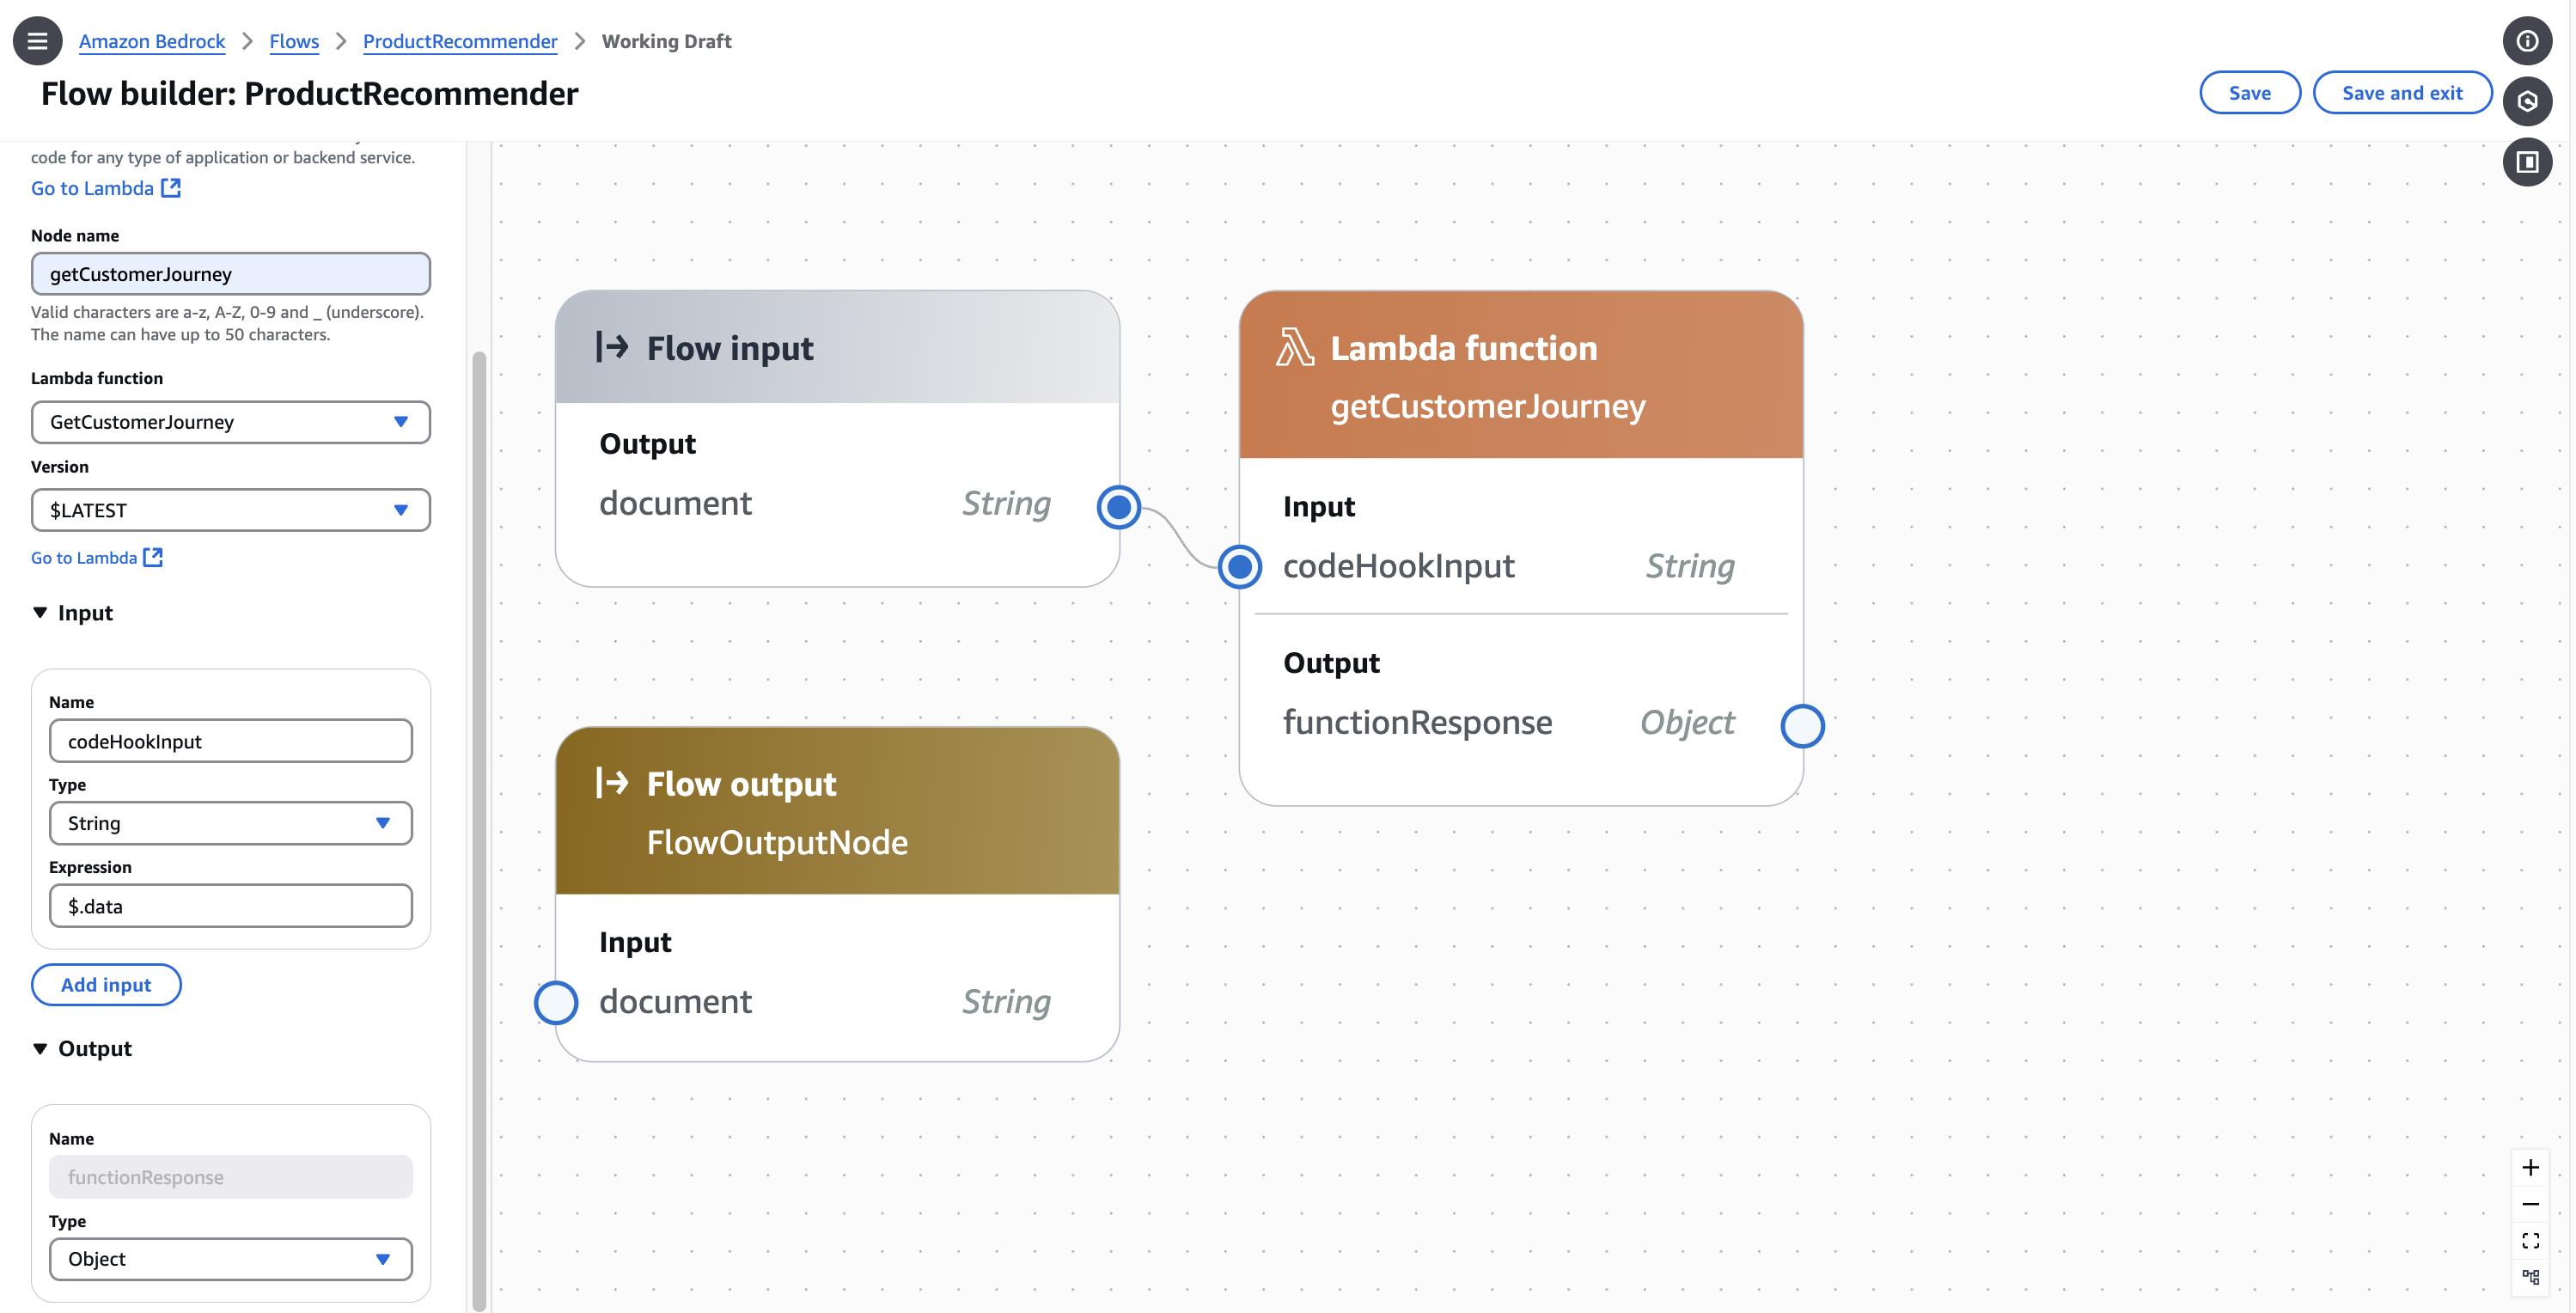 Amazon Bedrock > Flows > ProductRecommender > Working Draft
Flow builder: ProductRecommender
Save
Save and exit
code for any type of application or backend service.
Go to Lambda
Node name
getCustomerJourney
Valid characters are a-z, A-Z, 0-9 and _ (underscore).
The name can have up to 50 characters.
Lambda function
GetCustomerJourney
Version
$LATEST
Go to Lambda
Input
Name
codeHookInput
Type
String
Expression
$.data
Add input
Output
Name
functionResponse
Type
Object
Flow input
Output
document String
Flow output
FlowOutputNode
Input
document String
Lambda function
getCustomerJourney
Input
codeHookInput String
Output
functionResponse Object